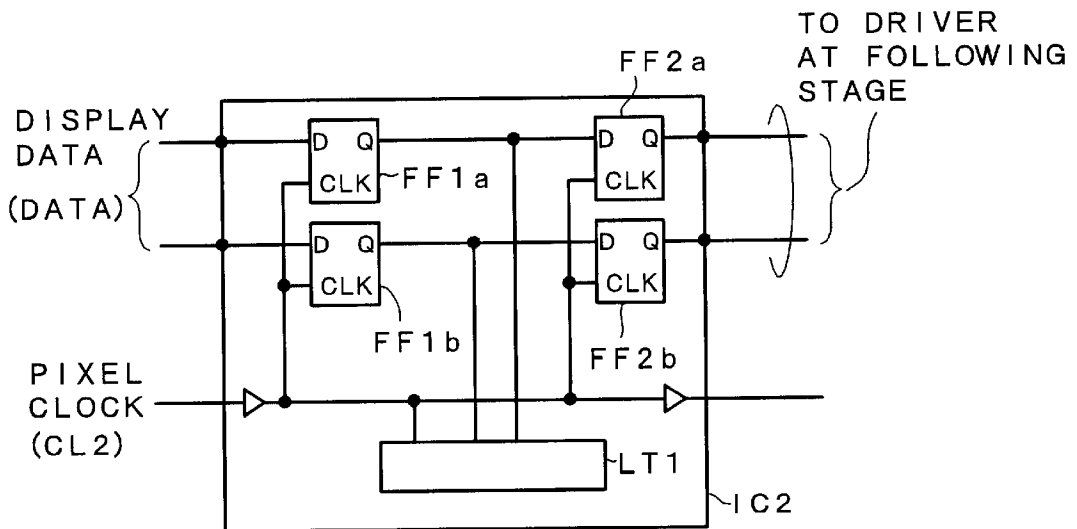 TO DRIVER
AT FOLLOWING
STAGE
FF2a
DISPLAY
DATA
(DATA)
D Q
CLK
FF1a
D Q
CLK
D Q
CLK
FF1b
D Q
CLK
FF2b
PIXEL
CLOCK
(CL2)
LT1
IC2